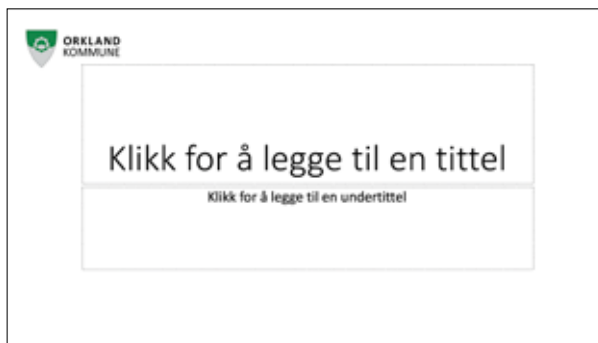 ORKLAND
KOMMUNE
Klikk for å legge til en tittel
Klikk for å legge til en undertittel